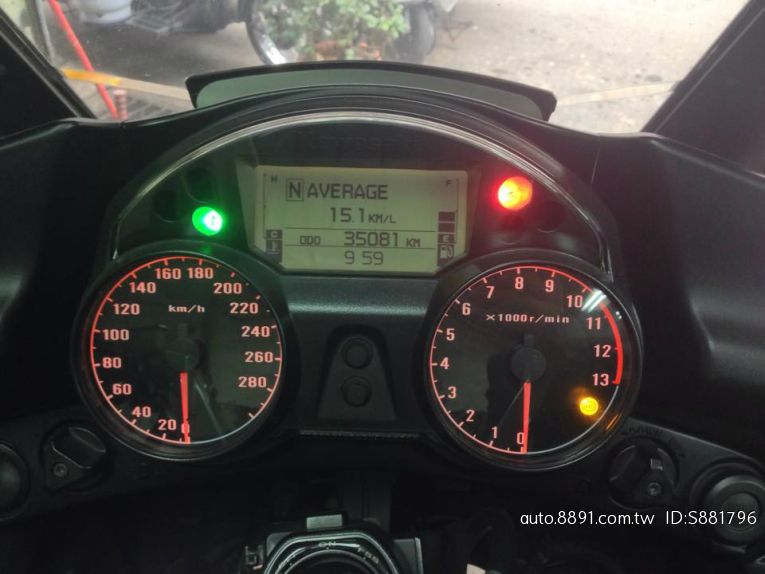 H
F
N AVERAGE
15.1 KM/L
C
ODO 35081 KM
E
9 59
160 180
140 200
120 220
km/h
100 240
80 260
60 280
40
20
0
8 9
7 10
6 11
×1000r/min
5
4 12
3 13
2
1
0
ON
auto.8891.com.tw ID:S881796